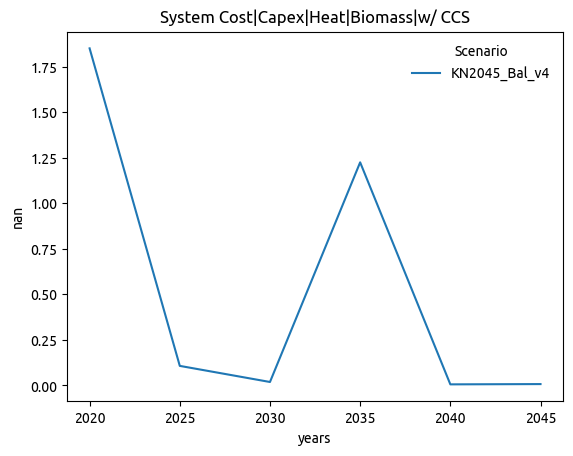 System Cost|Capex|Heat|Biomass|w/ CCS
Scenario
KN2045_Bal_v4
1.75
1.50
1.25
1.00
0.75
0.50
0.25
0.00
nan
2020 2025 2030 2035 2040 2045
years